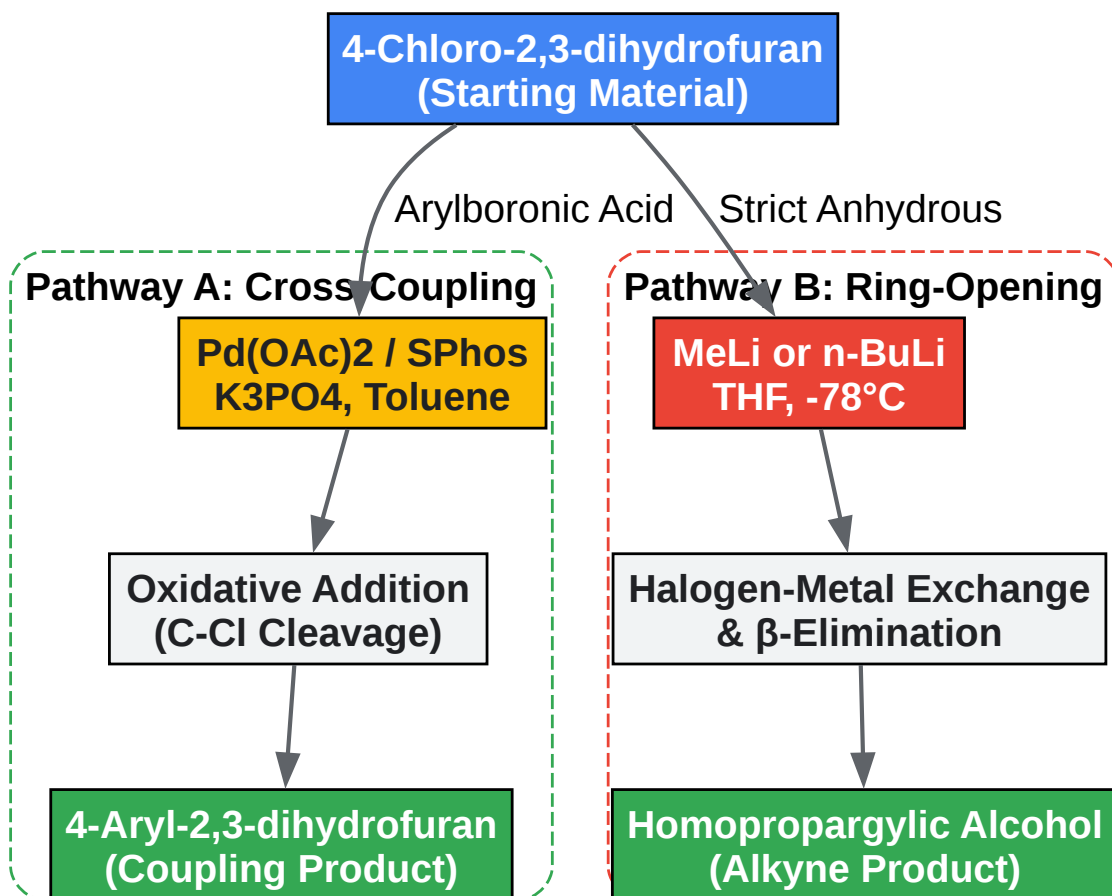 4-Chloro-2,3-dihydrofuran
(Starting Material)
Arylboronic Acid
Strict Anhydrous
Pathway A: Cross-Coupling
Pd(OAc)2 / SPhos
K3PO4, Toluene
Oxidative Addition
(C-Cl Cleavage)
4-Aryl-2,3-dihydrofuran
(Coupling Product)
Pathway B: Ring-Opening
MeLi or n-BuLi
THF, -78°C
Halogen-Metal Exchange
& β-Elimination
Homopropargylic Alcohol
(Alkyne Product)